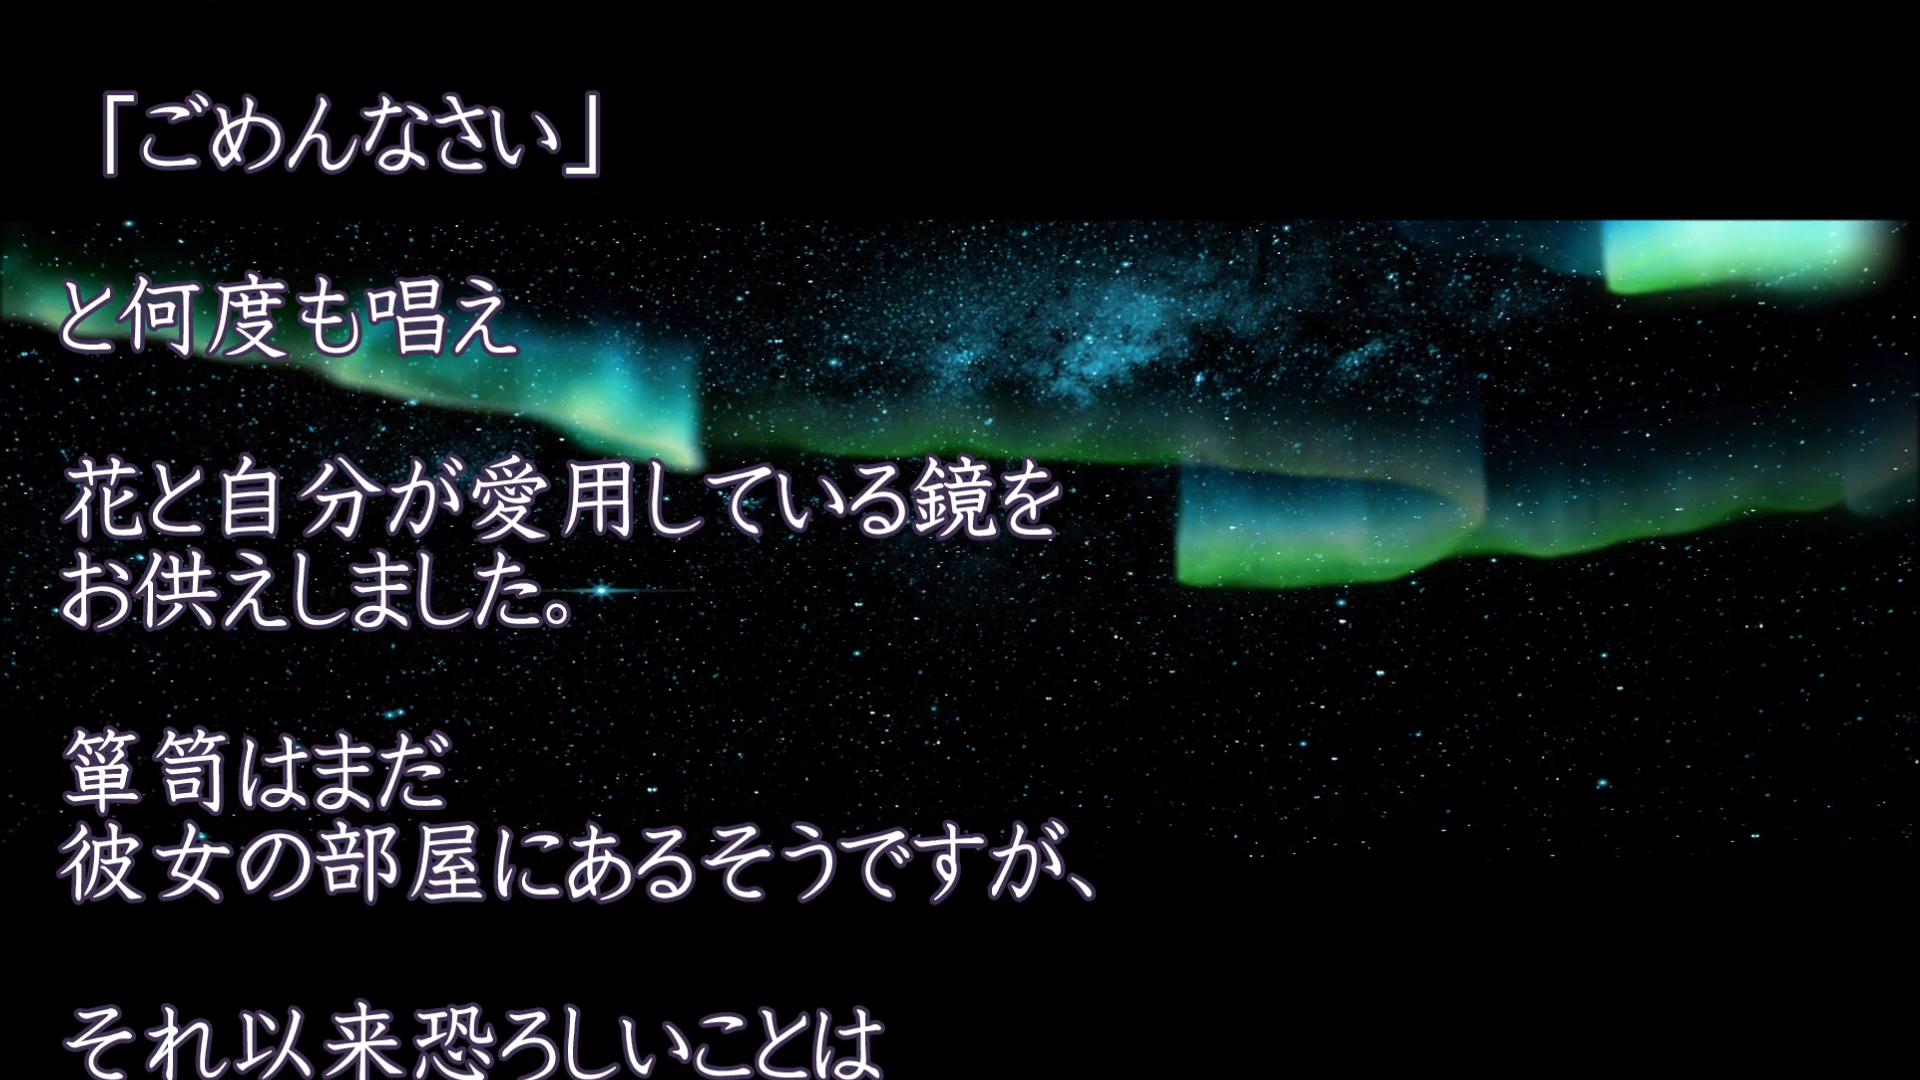 「ごめんなさい」
と何度も唱え
花と自分が愛用している鏡を
お供えしました。
箪笥はまだ
彼女の部屋にあるそうですが、
それ以来恐ろしいことは